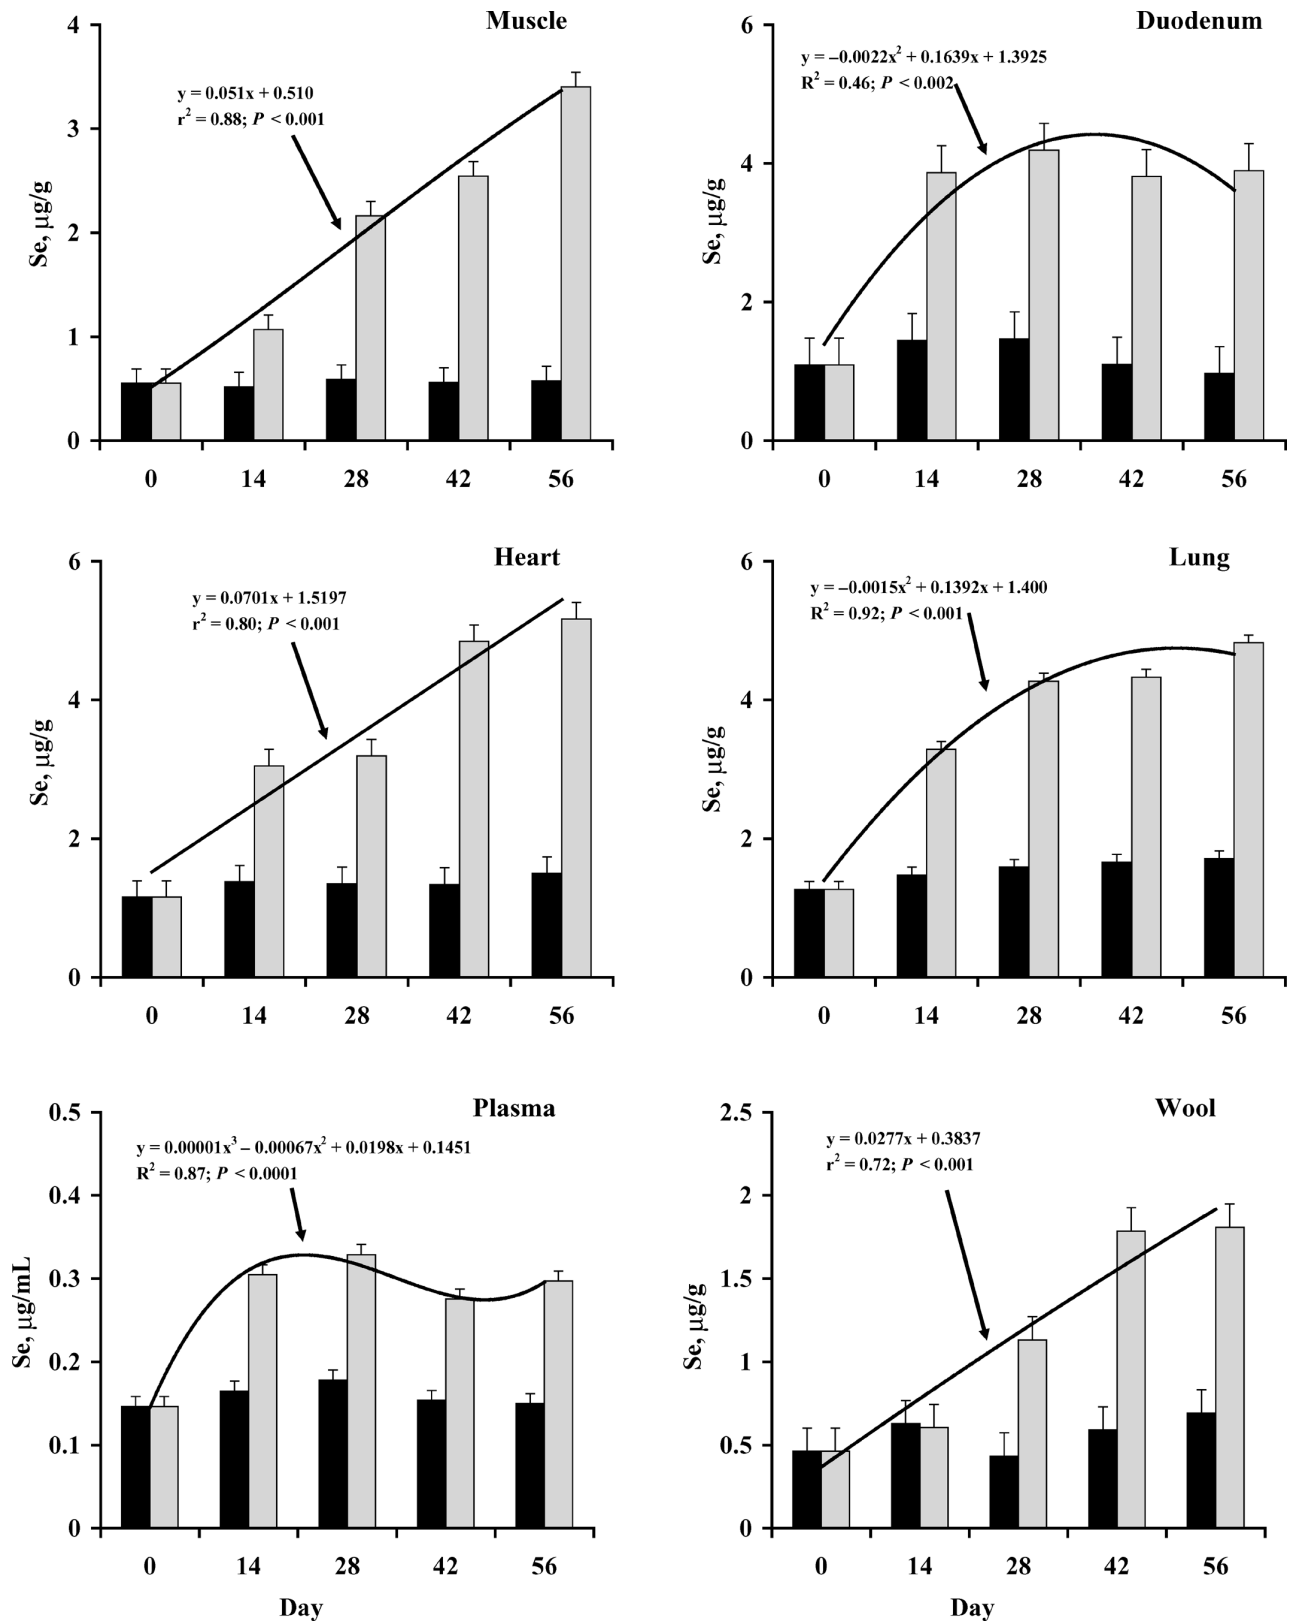 Muscle
y = 0.051x + 0.510
r² = 0.88; P < 0.001
Se, µg/g
4
3
2
1
0
0 14 28 42 56
Duodenum
y = –0.0022x² + 0.1639x + 1.3925
R² = 0.46; P < 0.002
Se, µg/g
6
4
2
0
0 14 28 42 56
Heart
y = 0.0701x + 1.5197
r² = 0.80; P < 0.001
Se, µg/g
6
4
2
0
0 14 28 42 56
Lung
y = –0.0015x² + 0.1392x + 1.400
R² = 0.92; P < 0.001
Se, µg/g
6
4
2
0
0 14 28 42 56
Plasma
y = 0.00001x³ – 0.00067x² + 0.0198x + 0.1451
R² = 0.87; P < 0.0001
Se, µg/mL
0.5
0.4
0.3
0.2
0.1
0
0 14 28 42 56
Day
Wool
y = 0.0277x + 0.3837
r² = 0.72; P < 0.001
Se, µg/g
2.5
2
1.5
1
0.5
0
0 14 28 42 56
Day